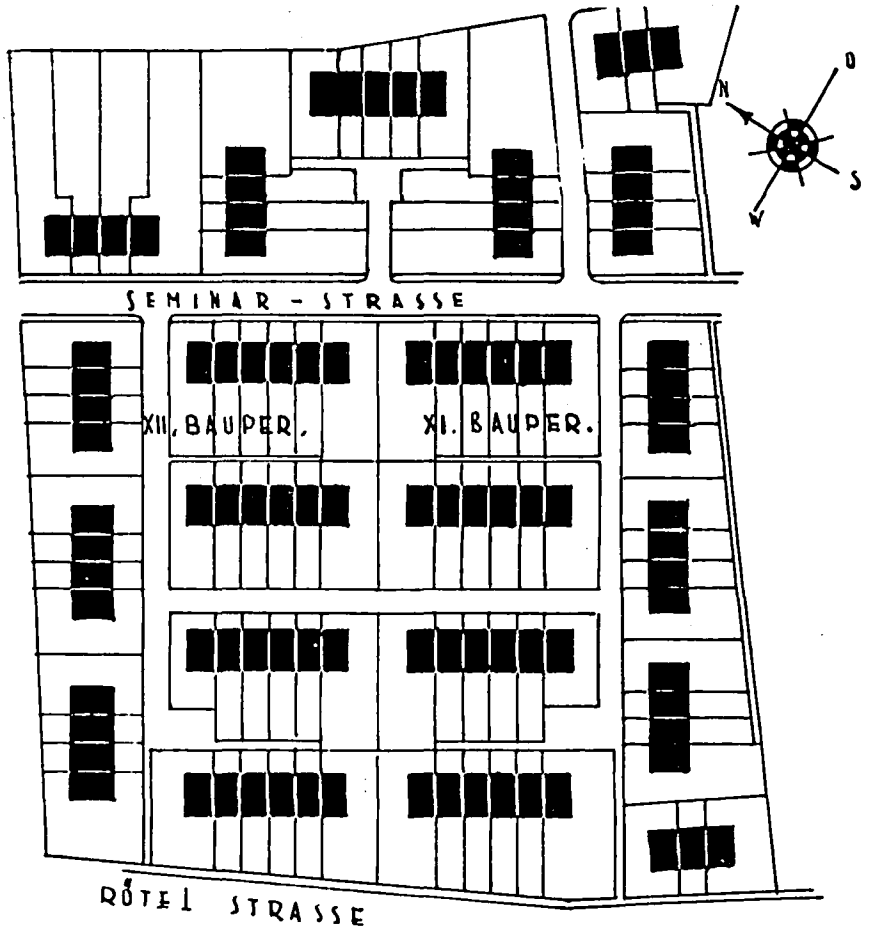 N
O
S
W
SEMINAR - STRASSE
XII. BAUPER.
XI. BAUPER.
RÖTEL STRASSE